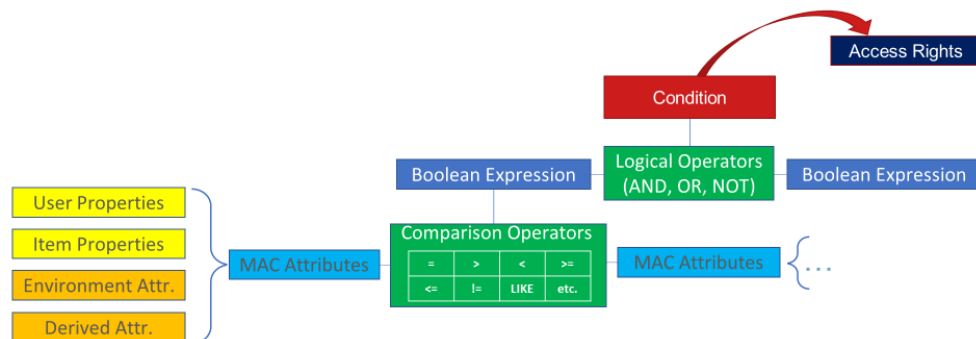 Access Rights
Condition
Boolean Expression
Logical Operators
(AND, OR, NOT)
Boolean Expression
User Properties
Item Properties
Environment Attr.
Derived Attr.
MAC Attributes
Comparison Operators
= > < >=
<= != LIKE etc.
MAC Attributes
...